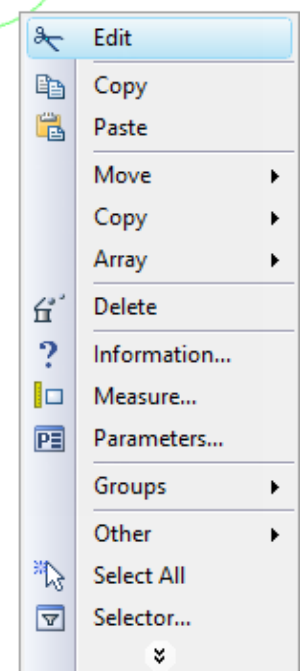 Edit
Copy
Paste
Move
Copy
Array
Delete
Information...
Measure...
Parameters...
Groups
Other
Select All
Selector...